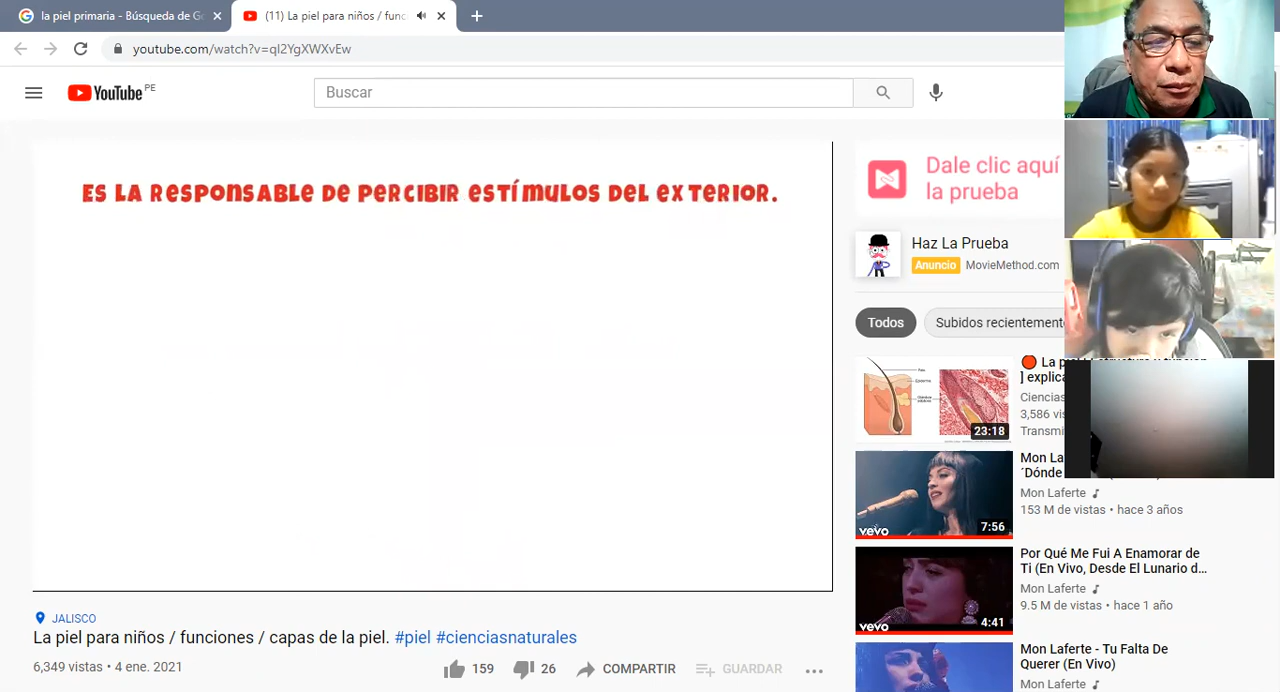 la piel primaria - Búsqueda de Go
(11) La piel para niños / func
youtube.com/watch?v=ql2YgXWXvEw
YouTube PE
Buscar
ES LA RESPONSABLE DE PERCIBIR ESTÍMULOS DEL EXTERIOR.
Dale clic aquí
la prueba
Haz La Prueba
Anuncio MovieMethod.com
Todos
Subidos recientement
La
] explica
Ciencias
3,586 vis
Transmi
23:18
Mon La
´Dónde
Mon Laferte
153 M de vistas • hace 3 años
vevo
7:56
Por Qué Me Fui A Enamorar de
Ti (En Vivo, Desde El Lunario d...
Mon Laferte
9.5 M de vistas • hace 1 año
vevo
4:41
Mon Laferte - Tu Falta De
Querer (En Vivo)
Mon Laferte
JALISCO
La piel para niños / funciones / capas de la piel. #piel #cienciasnaturales
6,349 vistas • 4 ene. 2021
159
26
COMPARTIR
GUARDAR